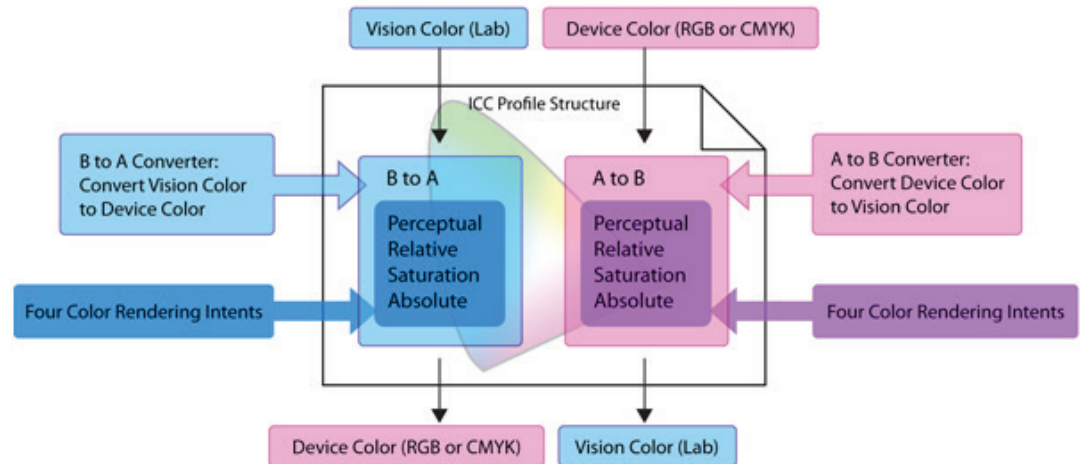 Vision Color (Lab)
Device Color (RGB or CMYK)
ICC Profile Structure
B to A Converter:
Convert Vision Color
to Device Color
B to A
Perceptual
Relative
Saturation
Absolute
A to B
Perceptual
Relative
Saturation
Absolute
A to B Converter:
Convert Device Color
to Vision Color
Four Color Rendering Intents
Four Color Rendering Intents
Device Color (RGB or CMYK)
Vision Color (Lab)